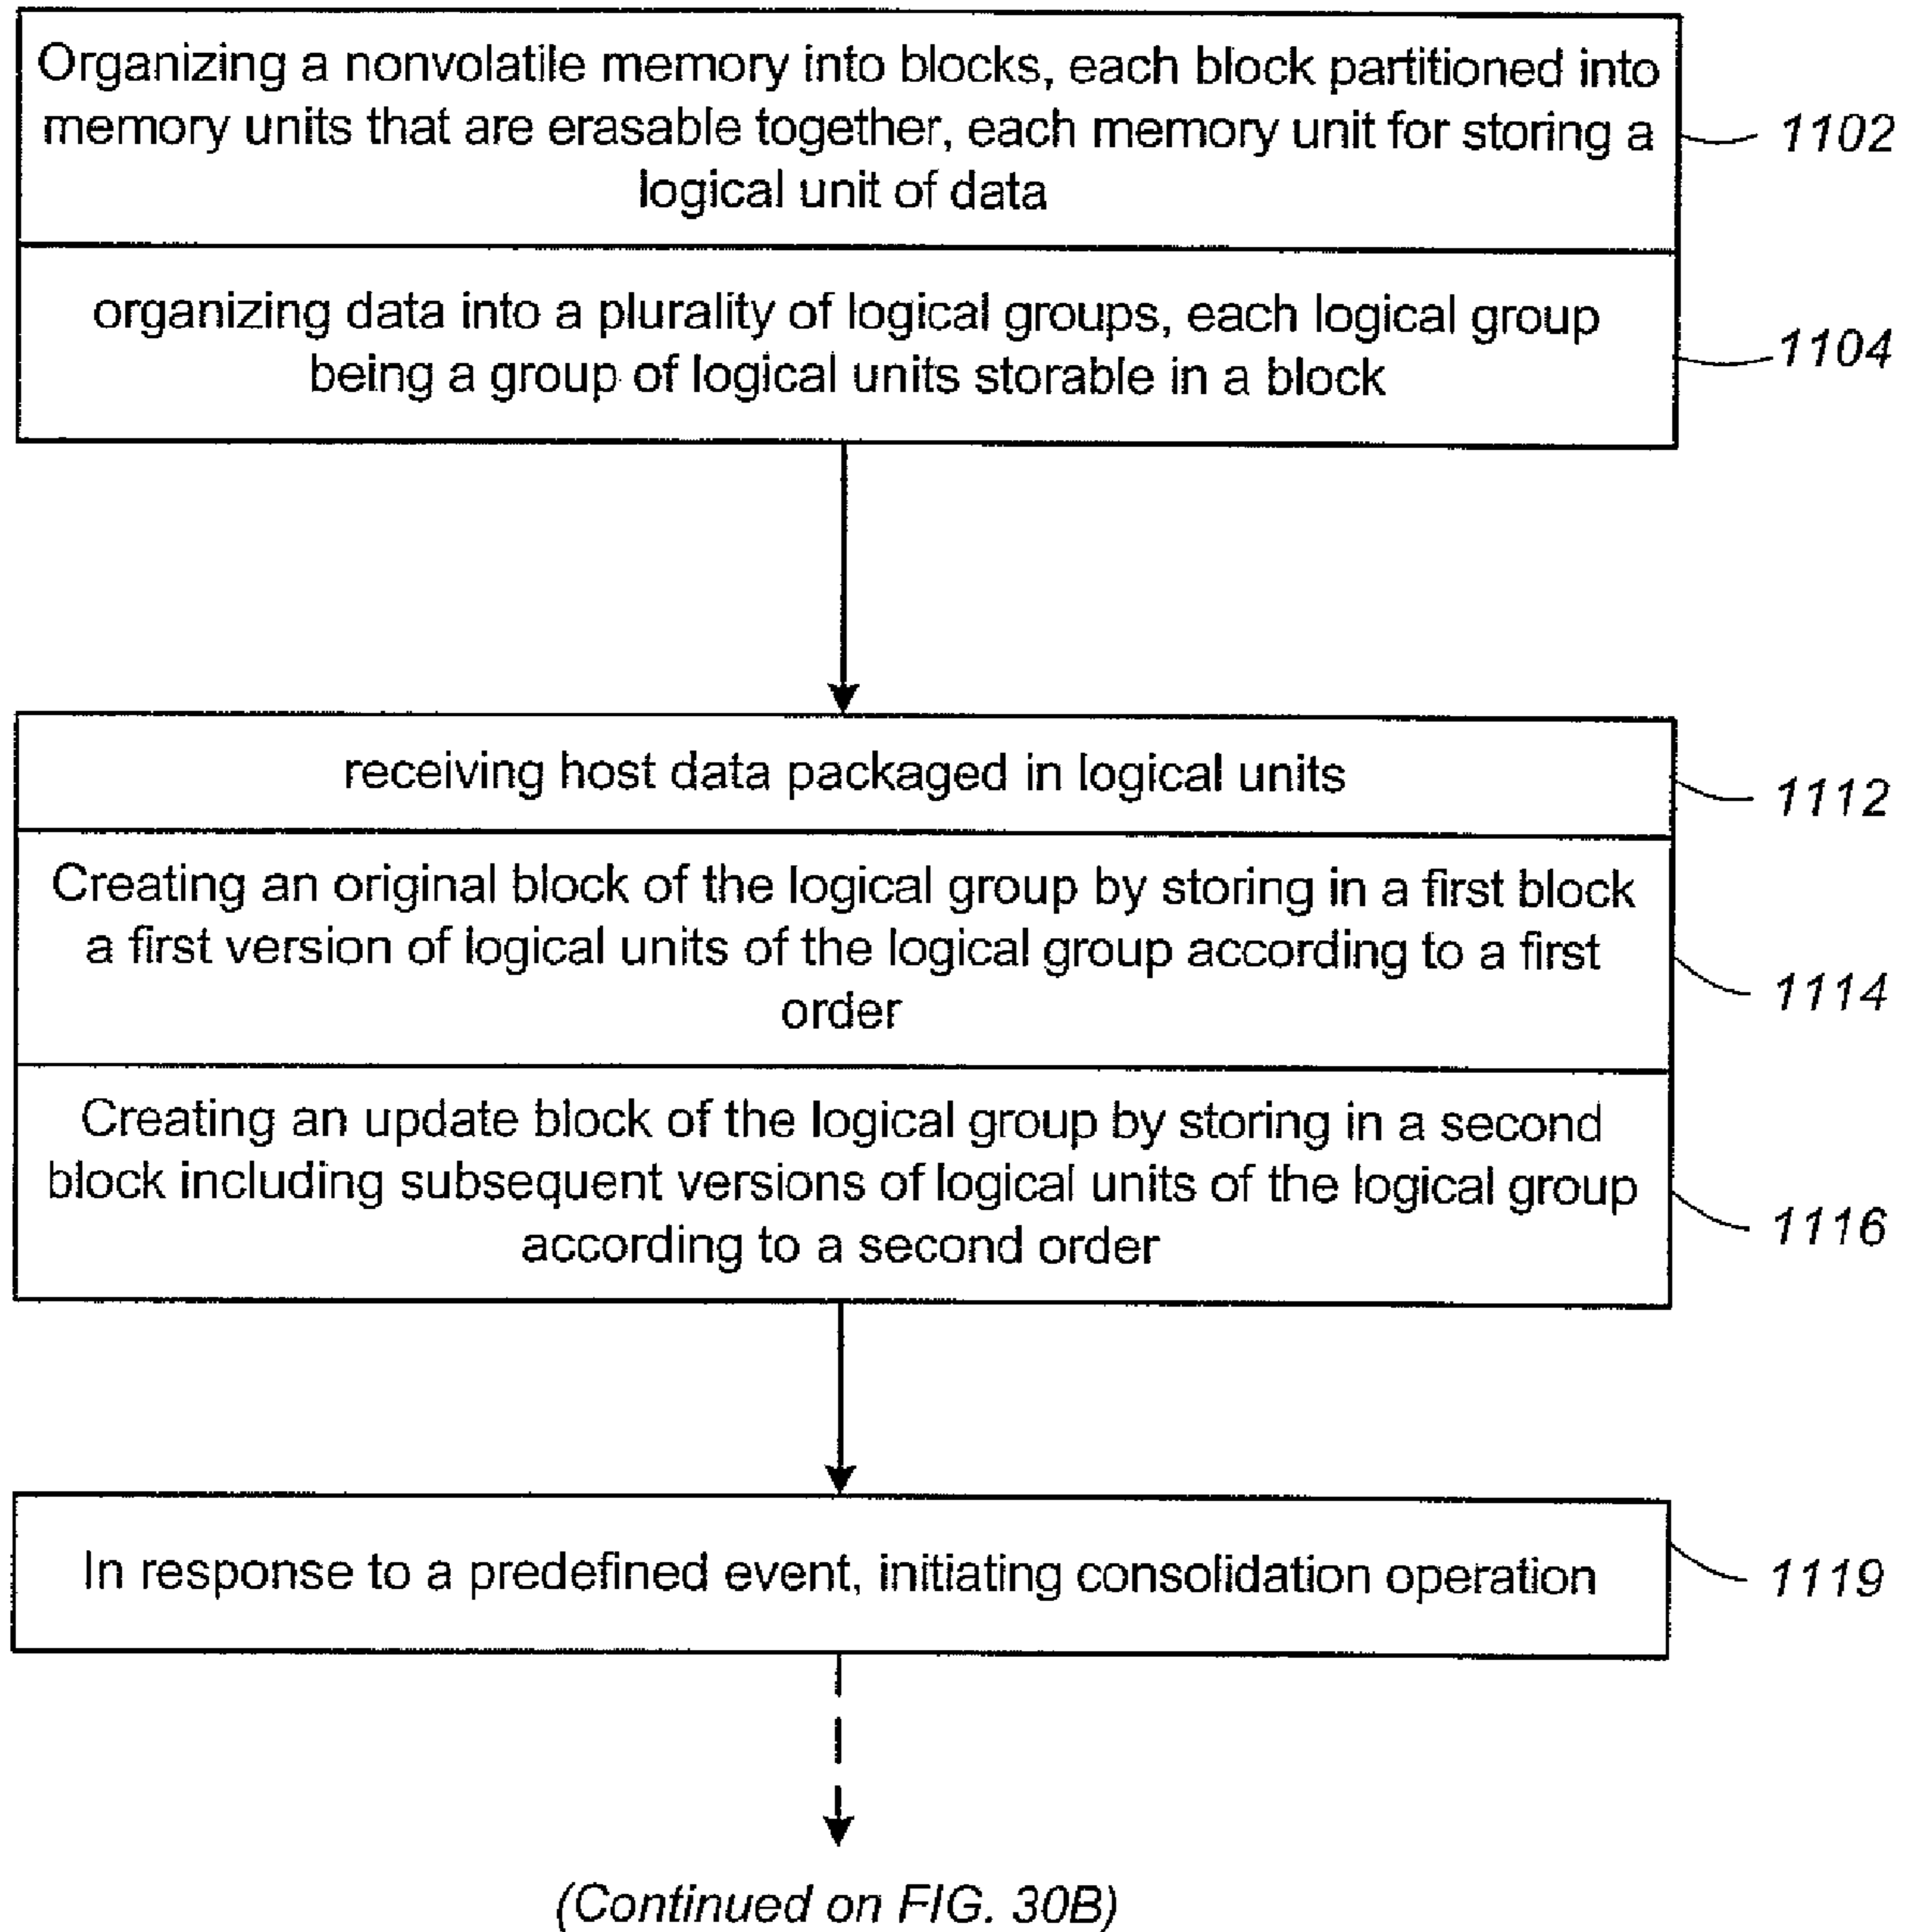 Organizing a nonvolatile memory into blocks, each block partitioned into
memory units that are erasable together, each memory unit for storing a
logical unit of data
1102
organizing data into a plurality of logical groups, each logical group
being a group of logical units storable in a block
1104
receiving host data packaged in logical units
1112
Creating an original block of the logical group by storing in a first block
a first version of logical units of the logical group according to a first
order
1114
Creating an update block of the logical group by storing in a second
block including subsequent versions of logical units of the logical group
according to a second order
1116
In response to a predefined event, initiating consolidation operation
1119
(Continued on FIG. 30B)